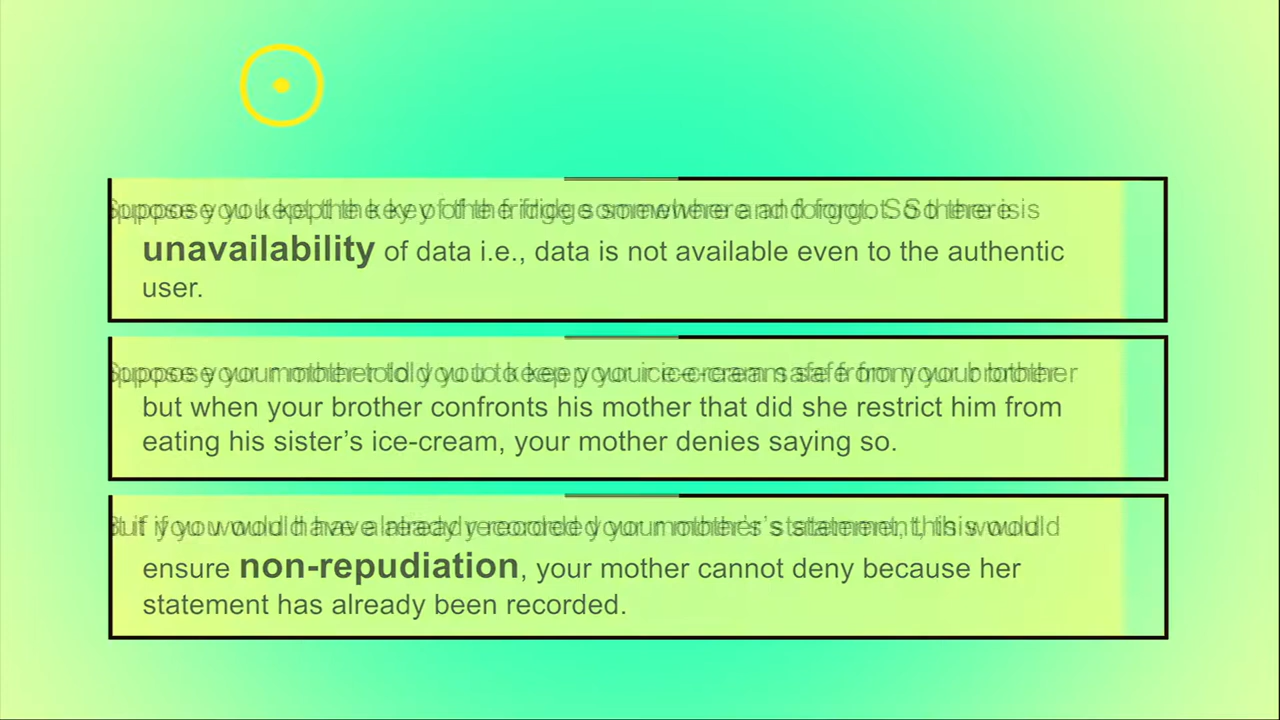 Suppose you kept the key of the fridge somewhere and forgot. So there is
unavailability of data i.e., data is not available even to the authentic
user.
Suppose your mother told you to keep your ice-cream safe from your brother
but when your brother confronts his mother that did she restrict him from
eating his sister’s ice-cream, your mother denies saying so.
But if you would have already recorded your mother’s statement, this would
ensure non-repudiation, your mother cannot deny because her
statement has already been recorded.